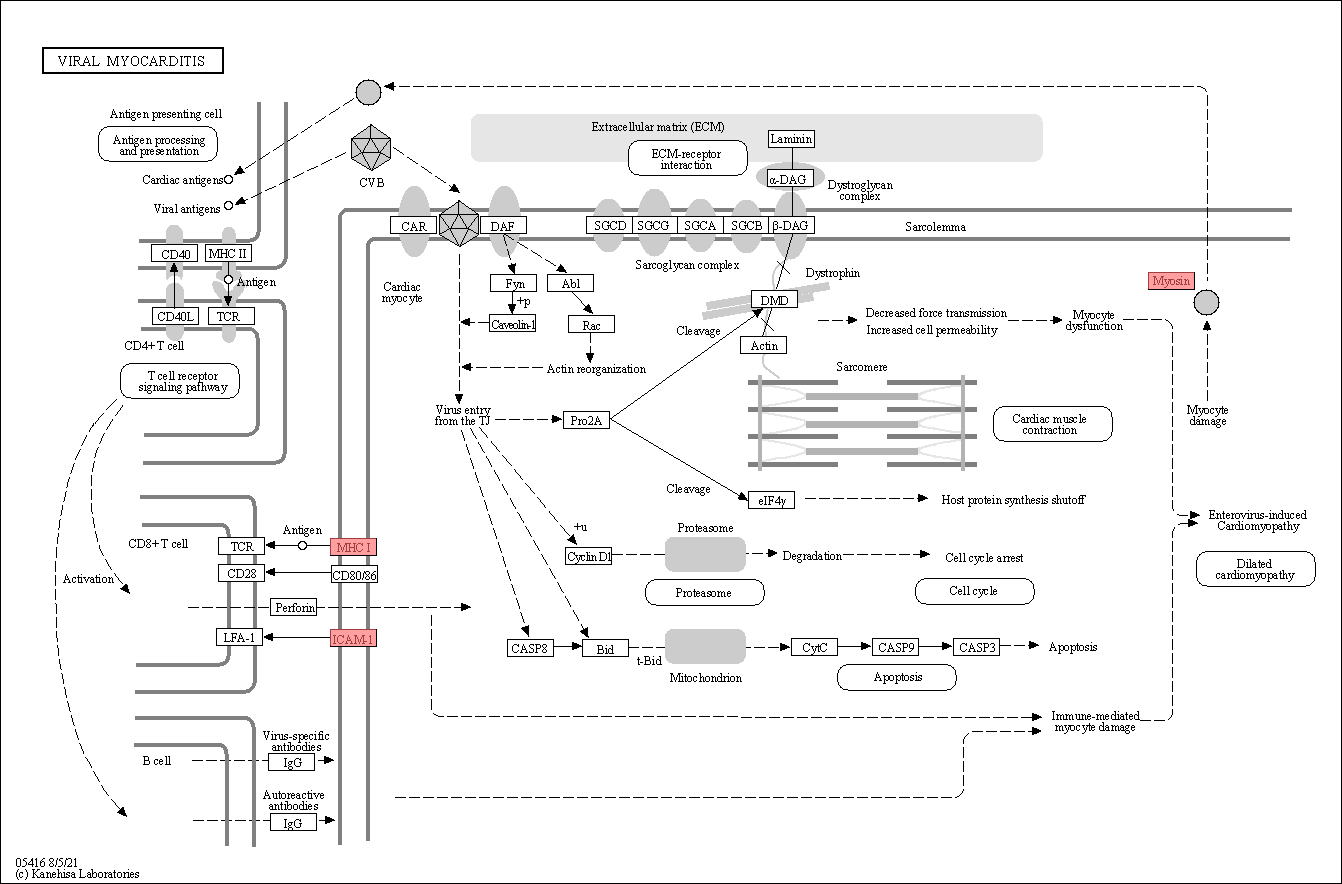 VIRAL MYOCARDITIS
Antigen presenting cell
Antigen processing
and presentation
Cardiac antigens
Viral antigens
CVB
Extracellular matrix (ECM)
ECM-receptor
interaction
Laminin
α-DAG
Dystroglycan
complex
CAR
DAF
SGCD
SGCG
SGCA
SGCB
β-DAG
Sarcolemma
CD40
MHC II
Antigen
CD40L
TCR
CD4+T cell
T cell receptor
signaling pathway
Cardiac
myocyte
Sarcoglycan complex
Dystrophin
Fyn
Abl
+p
Caveolin-1
Rac
Actin reorganization
DMD
Cleavage
Actin
Decreased force transmission
Increased cell permeability
Myocyte
dysfunction
Myosin
Sarcomere
Virus entry
from the TJ
Pro2A
Cardiac muscle
contraction
Myocyte
damage
Cleavage
eIF4γ
Host protein synthesis shutoff
Enterovirus-induced
Cardiomyopathy
Dilated
cardiomyopathy
+u
Cyclin D1
Proteasome
Degradation
Cell cycle arrest
Proteasome
Cell cycle
CD8+T cell
TCR
Antigen
MHC I
CD28
CD80/86
Activation
Perforin
LFA-1
ICAM-1
CASP8
Bid
t-Bid
Mitochondrion
CytC
CASP9
CASP3
Apoptosis
Apoptosis
Immune-mediated
myocyte damage
Virus-specific
antibodies
B cell
IgG
Autoreactive
antibodies
IgG
05416 8/5/21
(c) Kanehisa Laboratories